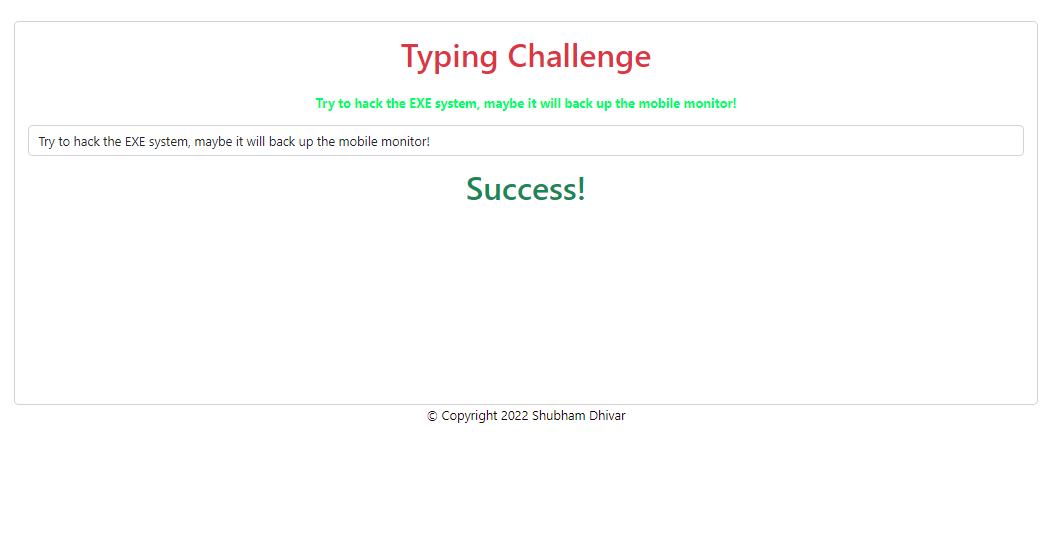 Typing Challenge
Try to hack the EXE system, maybe it will back up the mobile monitor!
Try to hack the EXE system, maybe it will back up the mobile monitor!
Success!
© Copyright 2022 Shubham Dhivar